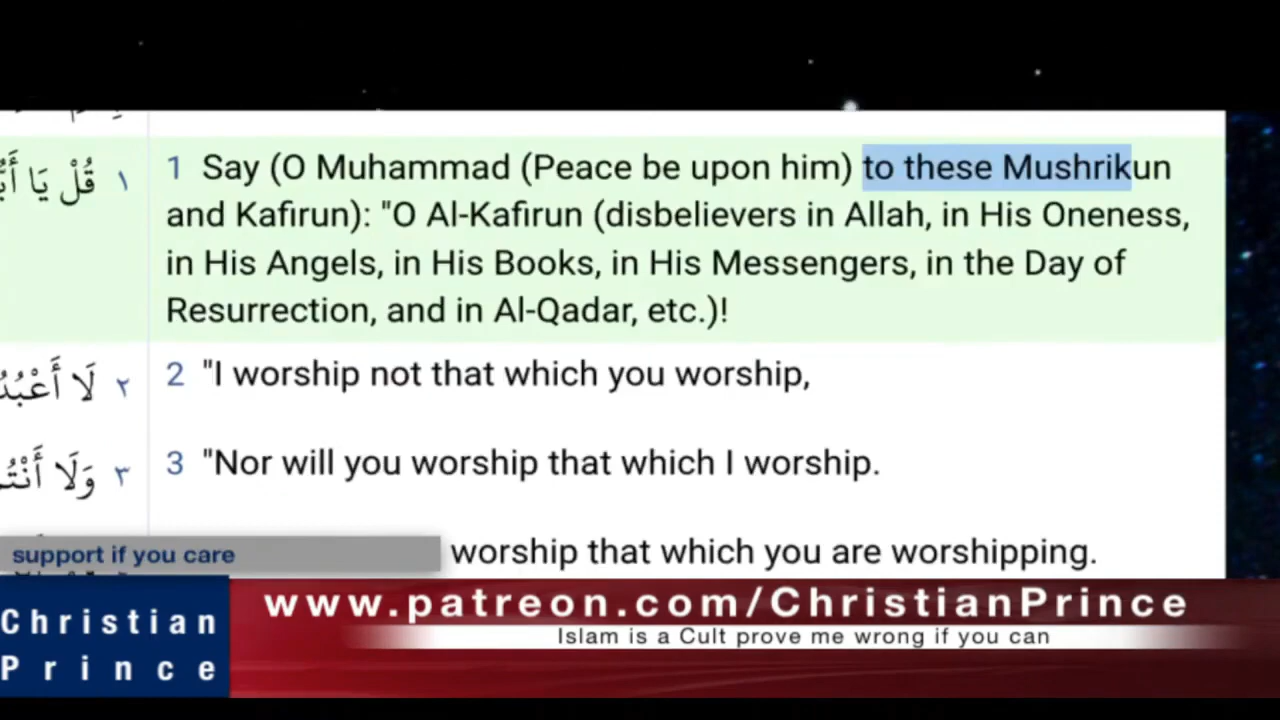 ١ قُلْ يَا
1 Say (O Muhammad (Peace be upon him) to these Mushrikun
and Kafirun): "O Al-Kafirun (disbelievers in Allah, in His Oneness,
in His Angels, in His Books, in His Messengers, in the Day of
Resurrection, and in Al-Qadar, etc.)!
٢ لَا أَعْبُدُ
2 "I worship not that which you worship,
٣ وَلَا
3 "Nor will you worship that which I worship.
worship that which you are worshipping.
support if you care
Christian
Prince
www.patreon.com/ChristianPrince
Islam is a Cult prove me wrong if you can